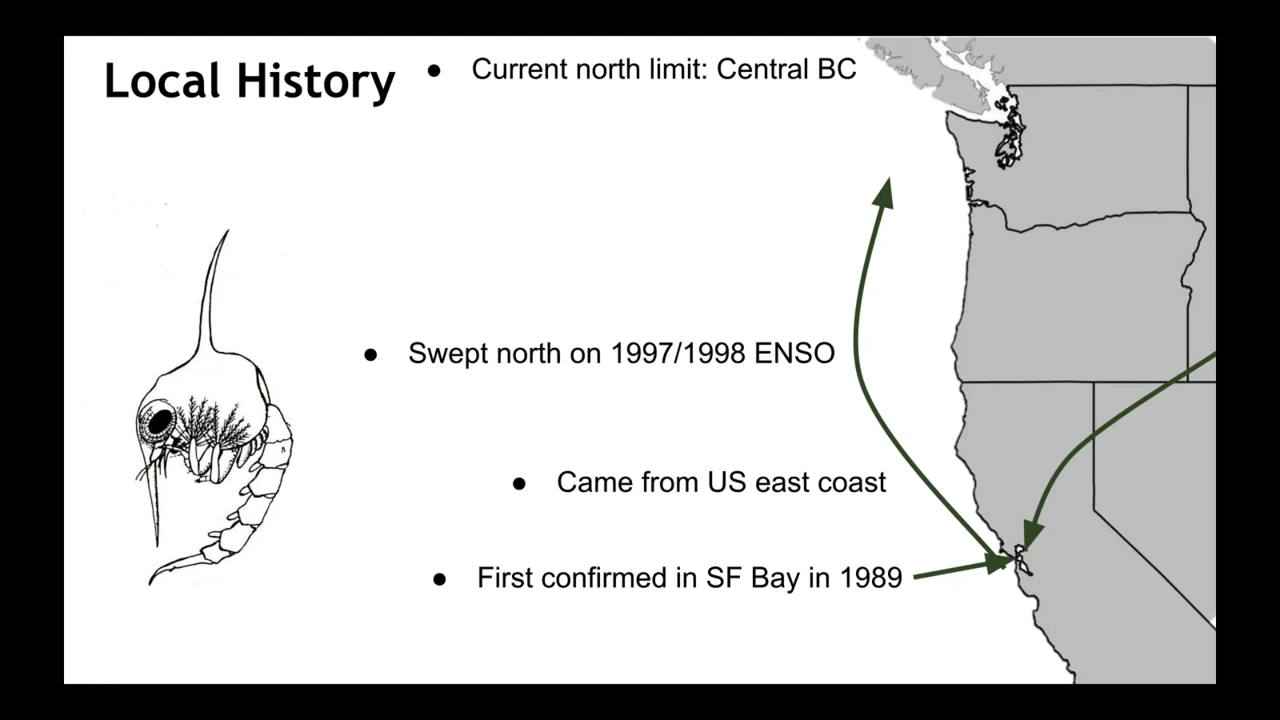 Local History
● Current north limit: Central BC
● Swept north on 1997/1998 ENSO
● Came from US east coast
● First confirmed in SF Bay in 1989